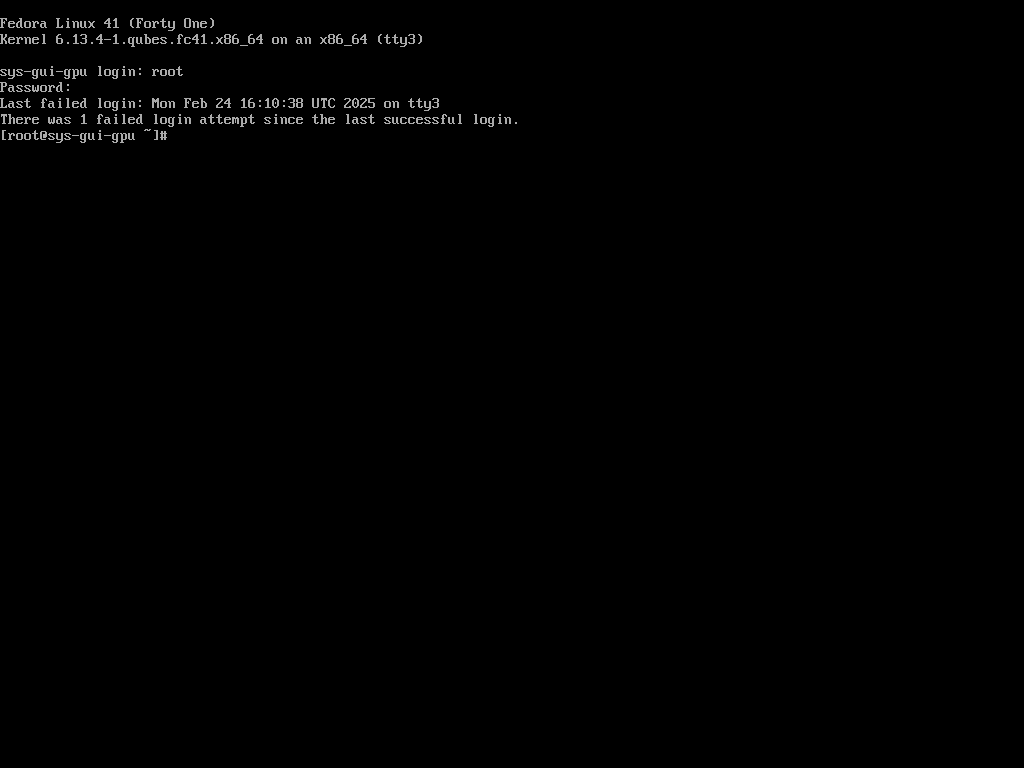 Fedora Linux 41 (Forty One)
Kernel 6.13.4-1.qubes.fc41.x86_64 on an x86_64 (tty3)
sys-gui-gpu login: root
Password:
Last failed login: Mon Feb 24 16:10:38 UTC 2025 on tty3
There was 1 failed login attempt since the last successful login.
[root@sys-gui-gpu ~]#